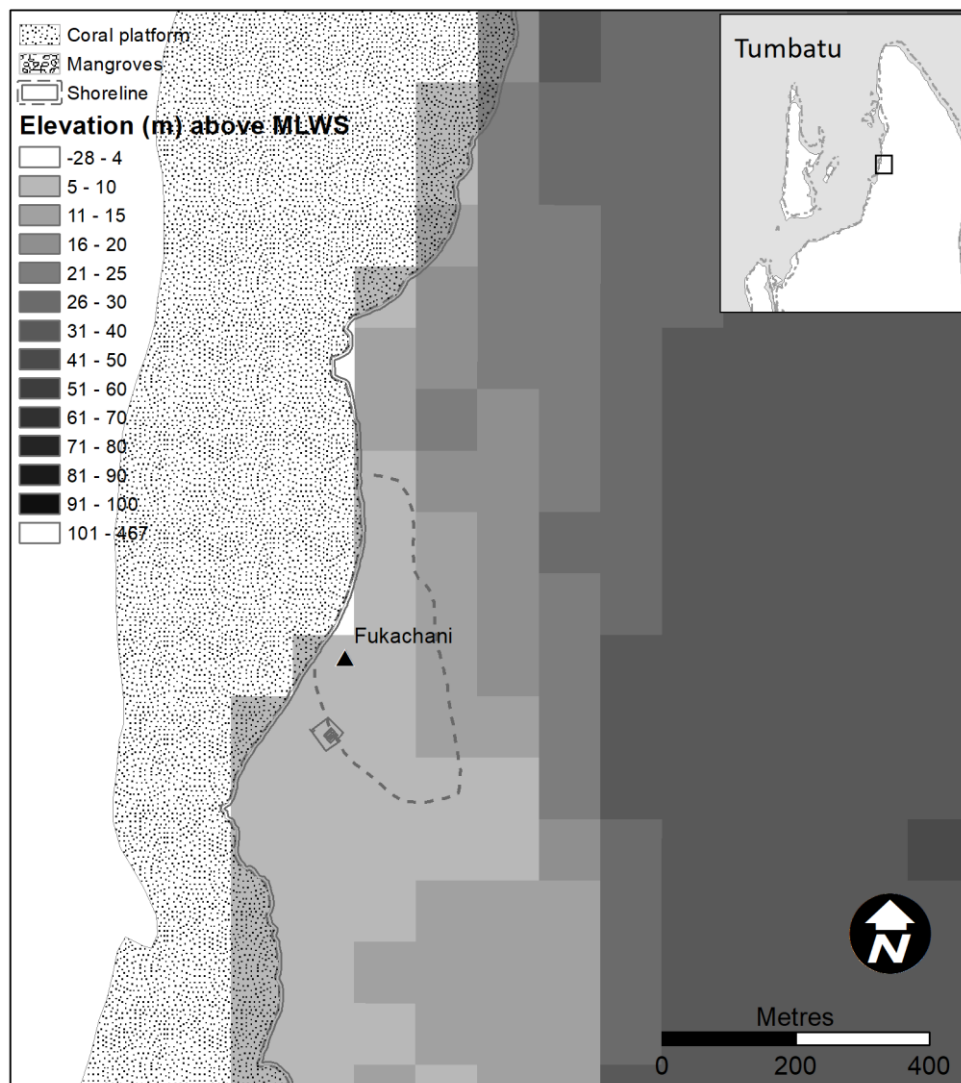 Coral platform
Mangroves
Shoreline
Elevation (m) above MLWS
-28 - 4
5 - 10
11 - 15
16 - 20
21 - 25
26 - 30
31 - 40
41 - 50
51 - 60
61 - 70
71 - 80
81 - 90
91 - 100
101 - 467
Tumbatu
Fukachani
N
Metres
0 200 400